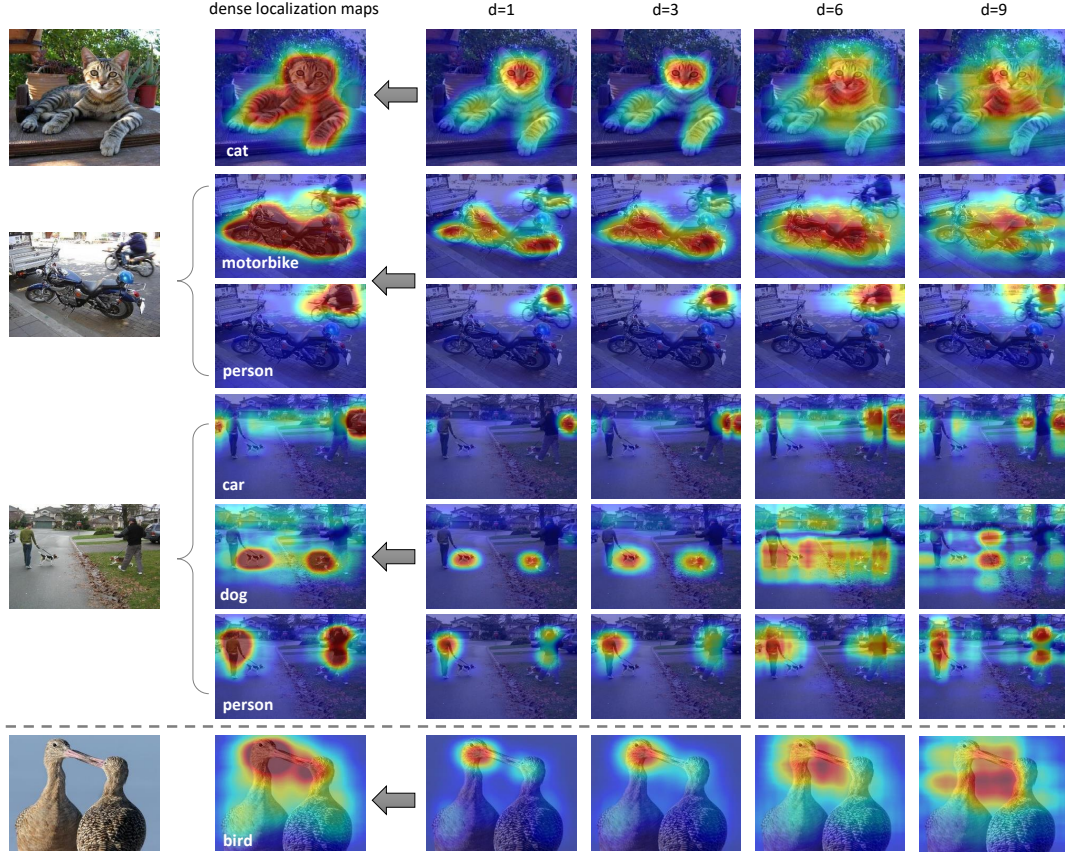 dense localization maps d=1 d=3 d=6 d=9
cat
motorbike
person
car
dog
person
bird